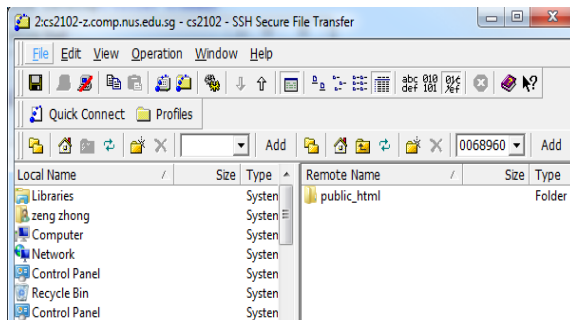 2:cs2102-z.comp.nus.edu.sg - cs2102 - SSH Secure File Transfer
File Edit View Operation Window Help
abc def 010 101
Quick Connect Profiles
Add 0068960 Add
Local Name / Size Type Remote Name / Size Type
Libraries Systen public_html Folder
zeng zhong Systen
Computer Systen
Network Systen
Control Panel Systen
Recycle Bin Systen
Control Panel Systen